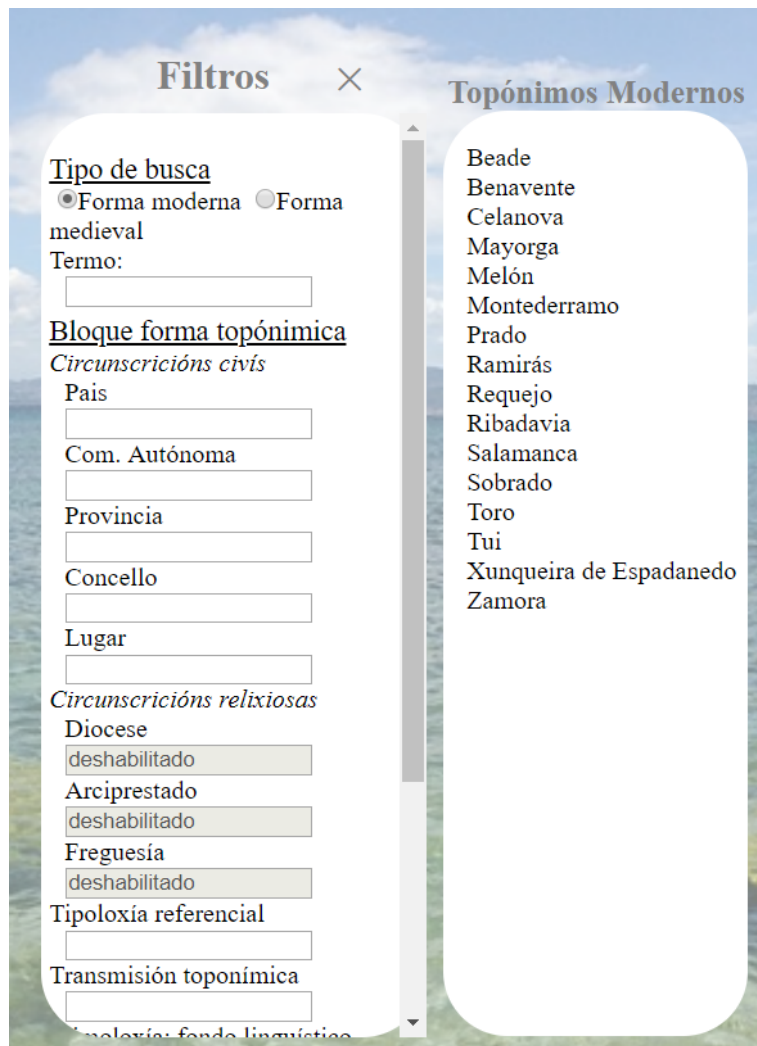 Filtros
Tipo de busca
Forma moderna Forma
medieval
Termo:
Bloque forma topónimica
Circunscricións civís
Pais
Com. Autónoma
Provincia
Concello
Lugar
Circunscricións relixiosas
Diocese
deshabilitado
Arciprestado
deshabilitado
Freguesía
deshabilitado
Tipoloxía referencial
Transmisión toponímica
fondo linguístico
Topónimos Modernos
Beade
Benavente
Celanova
Mayorga
Melón
Montederramo
Prado
Ramirás
Requejo
Ribadavia
Salamanca
Sobrado
Toro
Tui
Xunqueira de Espadanedo
Zamora